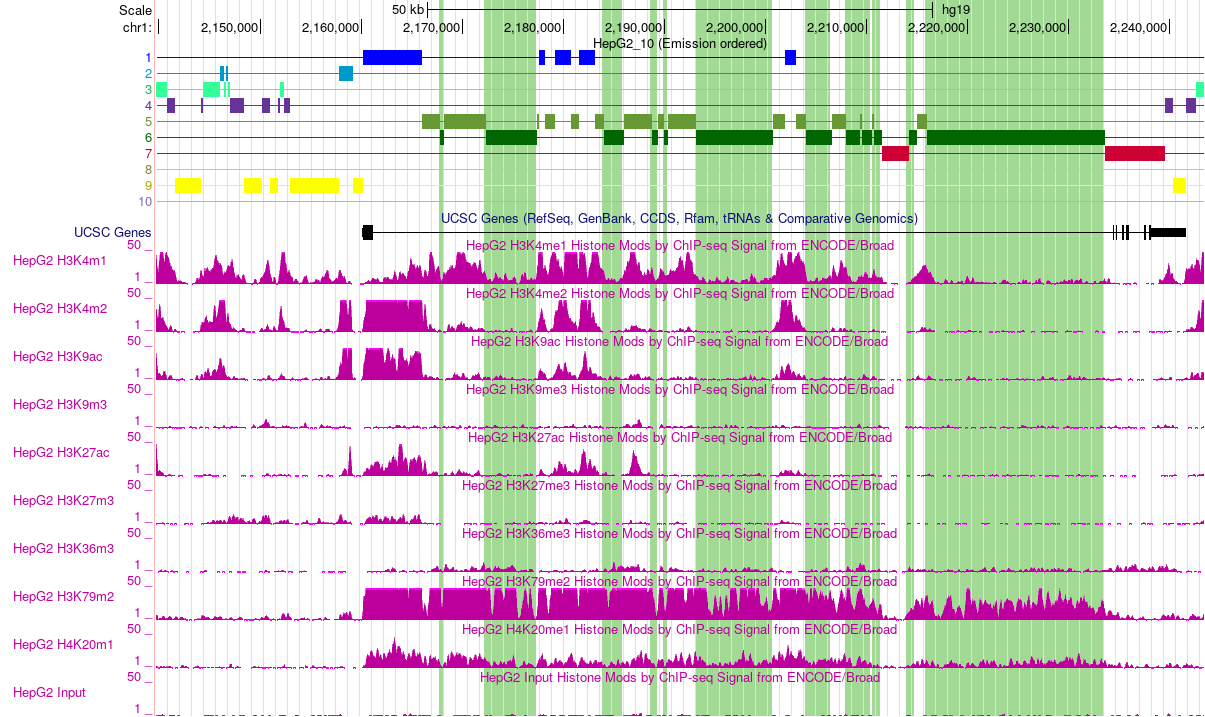 Scale 50 kb hg19
chr1: 2,150,000 2,160,000 2,170,000 2,180,000 2,190,000 2,200,000 2,210,000 2,220,000 2,230,000 2,240,000
HepG2_10 (Emission ordered)
1
2
3
4
5
6
7
8
9
10
UCSC Genes (RefSeq, GenBank, CCDS, Rfam, tRNAs & Comparative Genomics)
UCSC Genes
HepG2 H3K4me1 Histone Mods by ChIP-seq Signal from ENCODE/Broad
50 _
HepG2 H3K4m1
1 _
HepG2 H3K4me2 Histone Mods by ChIP-seq Signal from ENCODE/Broad
50 _
HepG2 H3K4m2
1 _
HepG2 H3K9ac Histone Mods by ChIP-seq Signal from ENCODE/Broad
50 _
HepG2 H3K9ac
1 _
HepG2 H3K9me3 Histone Mods by ChIP-seq Signal from ENCODE/Broad
50 _
HepG2 H3K9m3
1 _
HepG2 H3K27ac Histone Mods by ChIP-seq Signal from ENCODE/Broad
50 _
HepG2 H3K27ac
1 _
HepG2 H3K27me3 Histone Mods by ChIP-seq Signal from ENCODE/Broad
50 _
HepG2 H3K27m3
1 _
HepG2 H3K36me3 Histone Mods by ChIP-seq Signal from ENCODE/Broad
50 _
HepG2 H3K36m3
1 _
HepG2 H3K79me2 Histone Mods by ChIP-seq Signal from ENCODE/Broad
50 _
HepG2 H3K79m2
1 _
HepG2 H4K20me1 Histone Mods by ChIP-seq Signal from ENCODE/Broad
50 _
HepG2 H4K20m1
1 _
HepG2 Input Histone Mods by ChIP-seq Signal from ENCODE/Broad
50 _
HepG2 Input
1 _